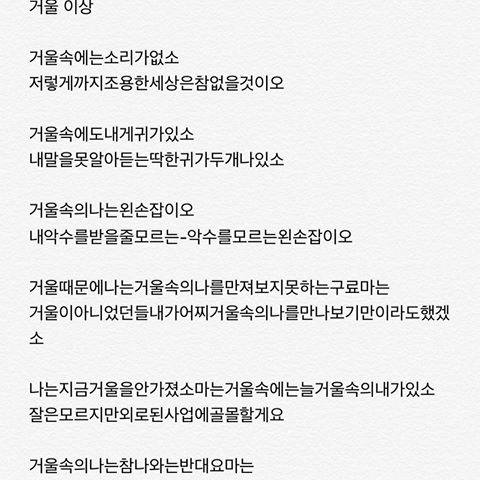 거울 이상
거울속에는소리가없소
저렇게까지조용한세상은참없을것이오
거울속에도내게귀가있소
내말을못알아듣는딱한귀가두개나있소
거울속의나는왼손잡이오
내악수를받을줄모르는-악수를모르는왼손잡이오
거울때문에나는거울속의나를만져보지못하는구료마는
거울이아니었던들내가어찌거울속의나를만나보기만이라도했겠
소
나는지금거울을안가졌소마는거울속에는늘거울속의내가있소
잘은모르지만외로된사업에골몰할게요
거울속의나는참나와는반대요마는